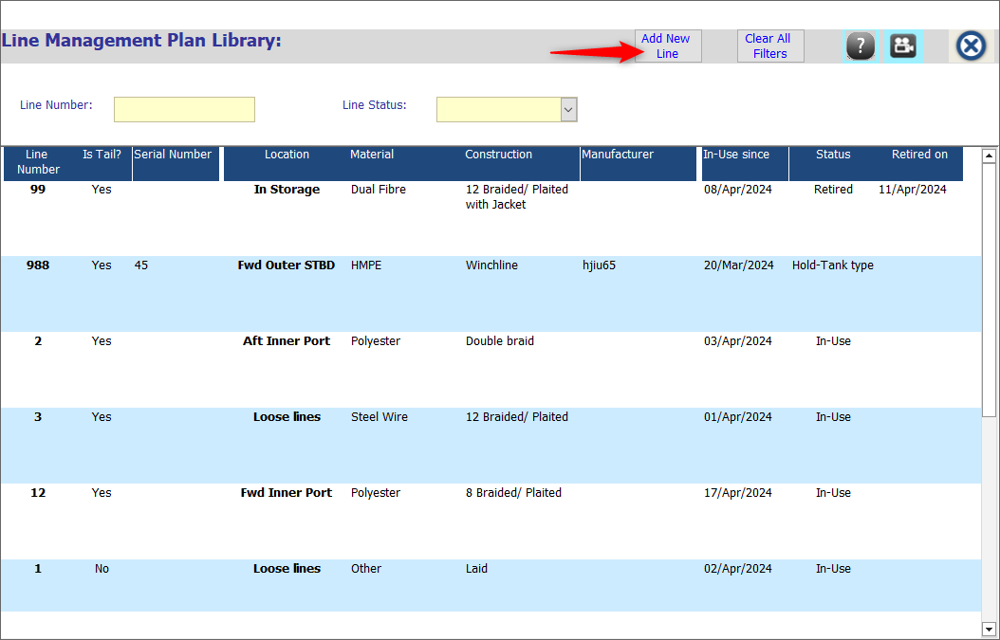 Line Management Plan Library:
Add New Line
Clear All Filters
?
Line Number:
Line Status:
Line Number Is Tail? Serial Number Location Material Construction Manufacturer In-Use since Status Retired on
99 Yes In Storage Dual Fibre 12 Braided/ Plaited with Jacket 08/Apr/2024 Retired 11/Apr/2024
988 Yes 45 Fwd Outer STBD HMPE Winchline hjiu65 20/Mar/2024 Hold-Tank type
2 Yes Aft Inner Port Polyester Double braid 03/Apr/2024 In-Use
3 Yes Loose lines Steel Wire 12 Braided/ Plaited 01/Apr/2024 In-Use
12 Yes Fwd Inner Port Polyester 8 Braided/ Plaited 17/Apr/2024 In-Use
1 No Loose lines Other Laid 02/Apr/2024 In-Use